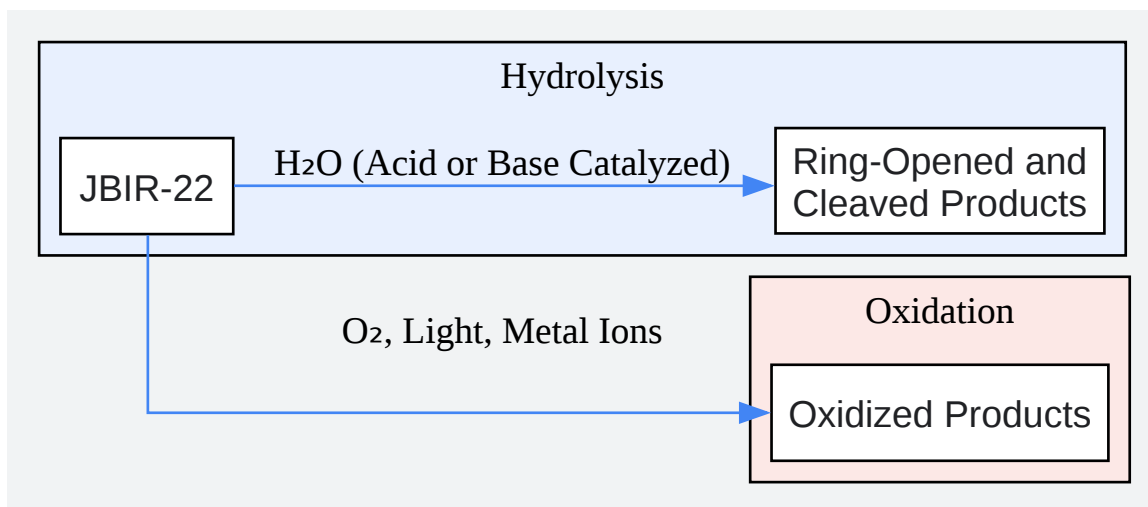 Hydrolysis
JBIR-22
H₂O (Acid or Base Catalyzed)
Ring-Opened and
Cleaved Products
Oxidation
O₂, Light, Metal Ions
Oxidized Products